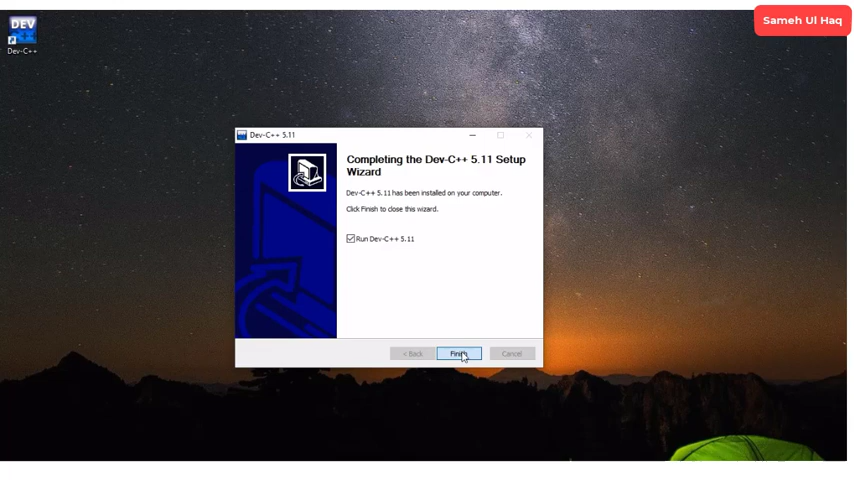 Sameh Ul Haq
DEV
Dev-C++
Dev-C++ 5.11
Completing the Dev-C++ 5.11 Setup
Wizard
Dev-C++ 5.11 has been installed on your computer.
Click Finish to close this wizard.
Run Dev-C++ 5.11
< Back
Finish
Cancel